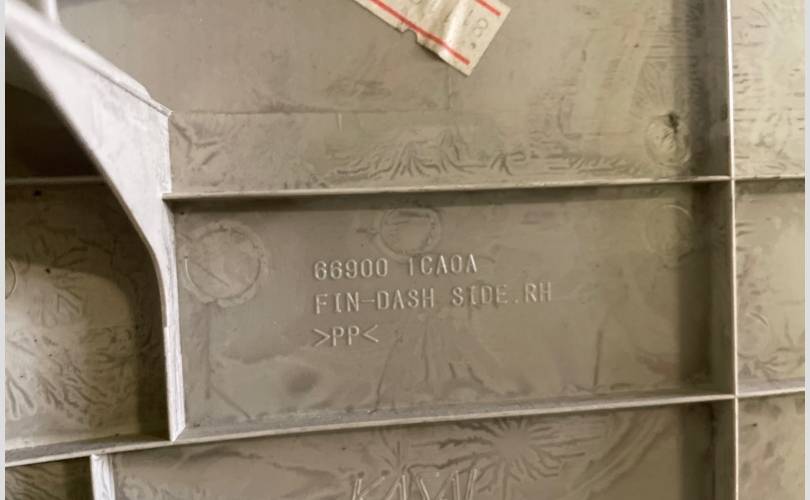 66900 1CA0A
FIN-DASH SIDE.RH
>PP<